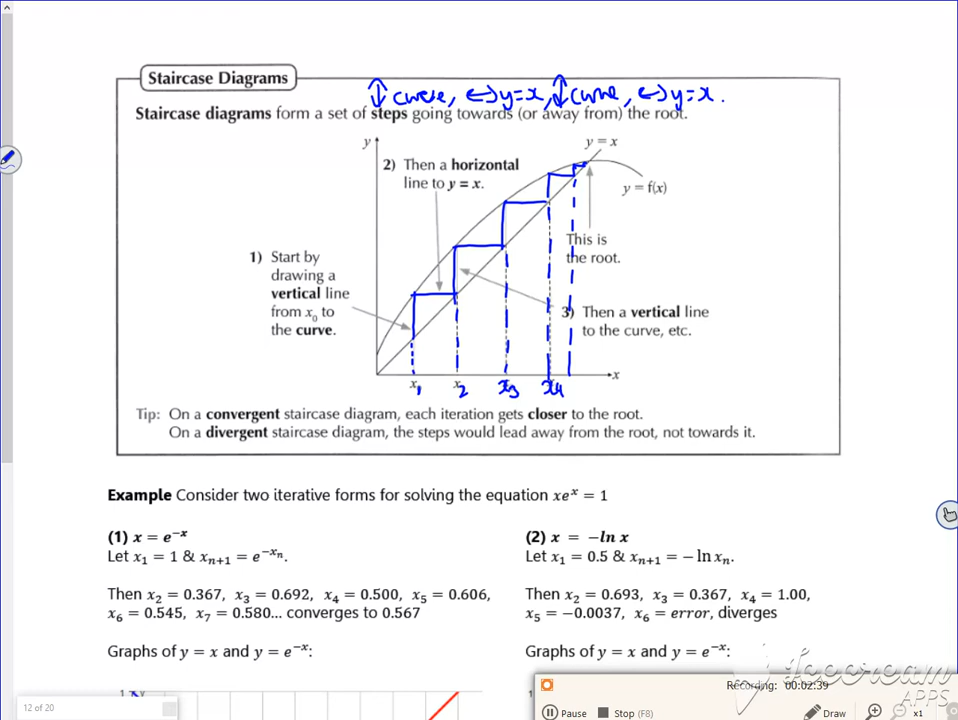 Staircase Diagrams
↕ curve, ↔ y=x, ↕ curve, ↔ y=x.
Staircase diagrams form a set of steps going towards (or away from) the root.
y
y = x
2) Then a horizontal
line to y = x.
y = f(x)
This is
the root.
1) Start by
drawing a
vertical line
from x₀ to
the curve.
3) Then a vertical line
to the curve, etc.
x₁ x₂ x₃ x₄
x
Tip: On a convergent staircase diagram, each iteration gets closer to the root.
On a divergent staircase diagram, the steps would lead away from the root, not towards it.
Example Consider two iterative forms for solving the equation xeˣ = 1
(1) x = e⁻ˣ
Let x₁ = 1 & xₙ₊₁ = e^(−xₙ).
Then x₂ = 0.367, x₃ = 0.692, x₄ = 0.500, x₅ = 0.606,
x₆ = 0.545, x₇ = 0.580... converges to 0.567
Graphs of y = x and y = e⁻ˣ:
1 y
(2) x = −ln x
Let x₁ = 0.5 & xₙ₊₁ = − ln xₙ.
Then x₂ = 0.693, x₃ = 0.367, x₄ = 1.00,
x₅ = −0.0037, x₆ = error, diverges
Graphs of y = x and y = e⁻ˣ:
1
Icecream
APPS
Recording: 00:02:39
Pause Stop (F8) Draw x1
12 of 20